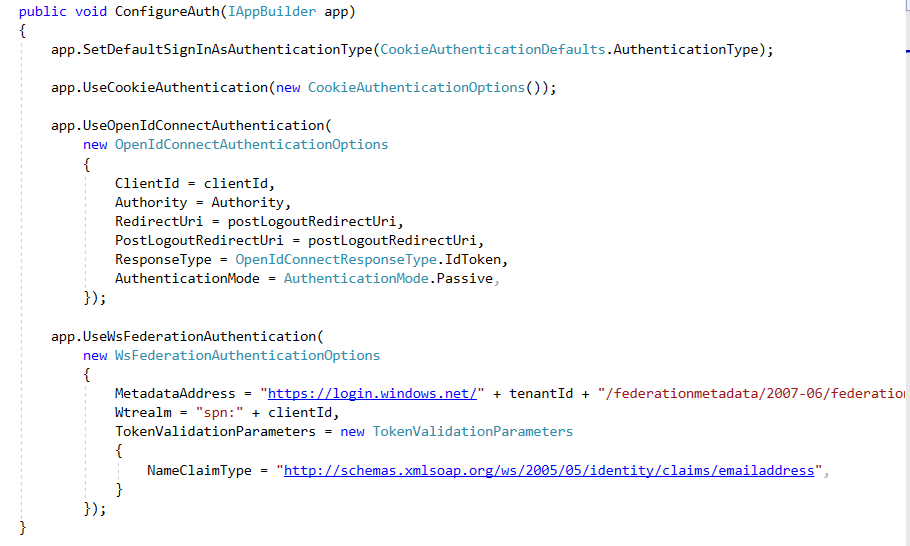 public void ConfigureAuth(IAppBuilder app)
{
    app.SetDefaultSignInAsAuthenticationType(CookieAuthenticationDefaults.AuthenticationType);
    app.UseCookieAuthentication(new CookieAuthenticationOptions());
    app.UseOpenIdConnectAuthentication(
        new OpenIdConnectAuthenticationOptions
        {
            ClientId = clientId,
            Authority = Authority,
            RedirectUri = postLogoutRedirectUri,
            PostLogoutRedirectUri = postLogoutRedirectUri,
            ResponseType = OpenIdConnectResponseType.IdToken,
            AuthenticationMode = AuthenticationMode.Passive,
        });
    app.UseWsFederationAuthentication(
        new WsFederationAuthenticationOptions
        {
            MetadataAddress = "https://login.windows.net/" + tenantId + "/federationmetadata/2007-06/federation
            Wtrealm = "spn:" + clientId,
            TokenValidationParameters = new TokenValidationParameters
            {
                NameClaimType = "http://schemas.xmlsoap.org/ws/2005/05/identity/claims/emailaddress",
            }
        });
}